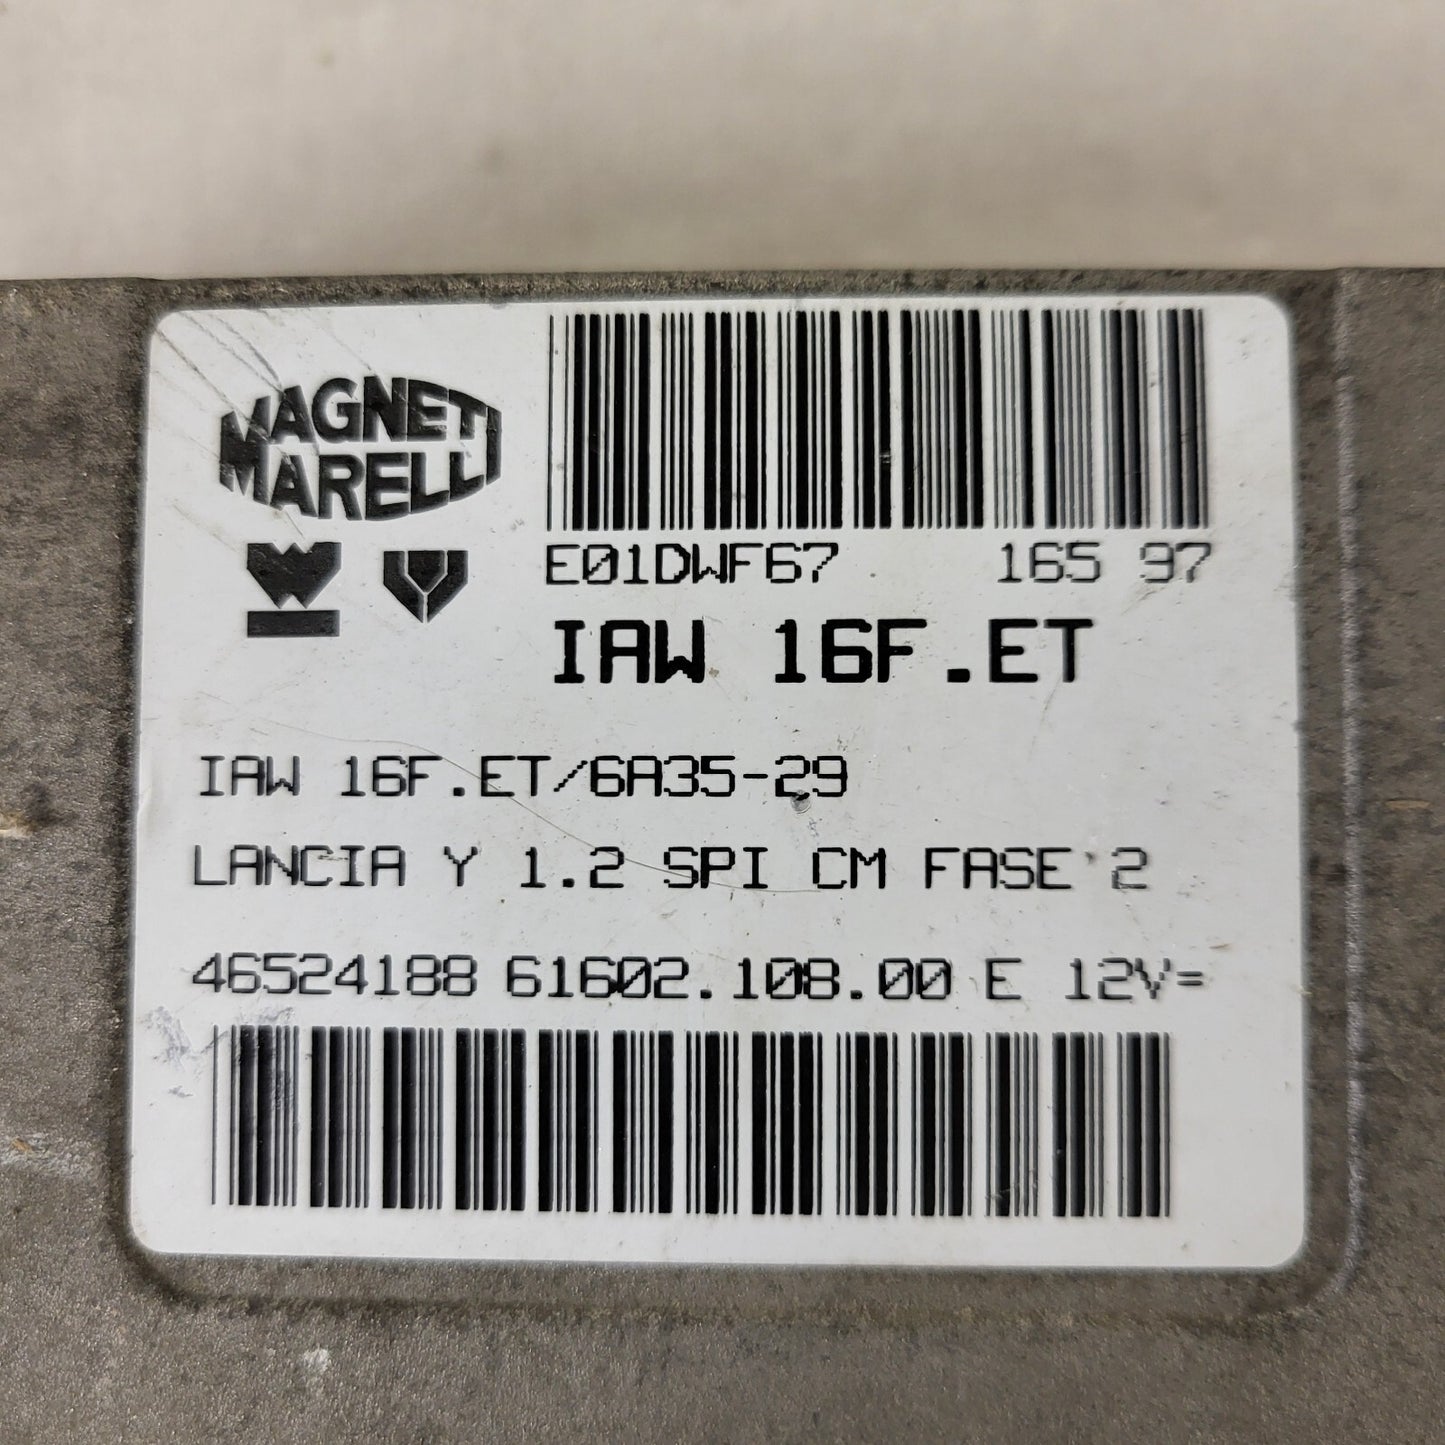 MAGNETI
MARELLI
E01DWF67 165 97
IAW 16F.ET
IAW 16F.ET/6A35-29
LANCIA Y 1.2 SPI CM FASE 2
46524188 61602.108.00 E 12V=